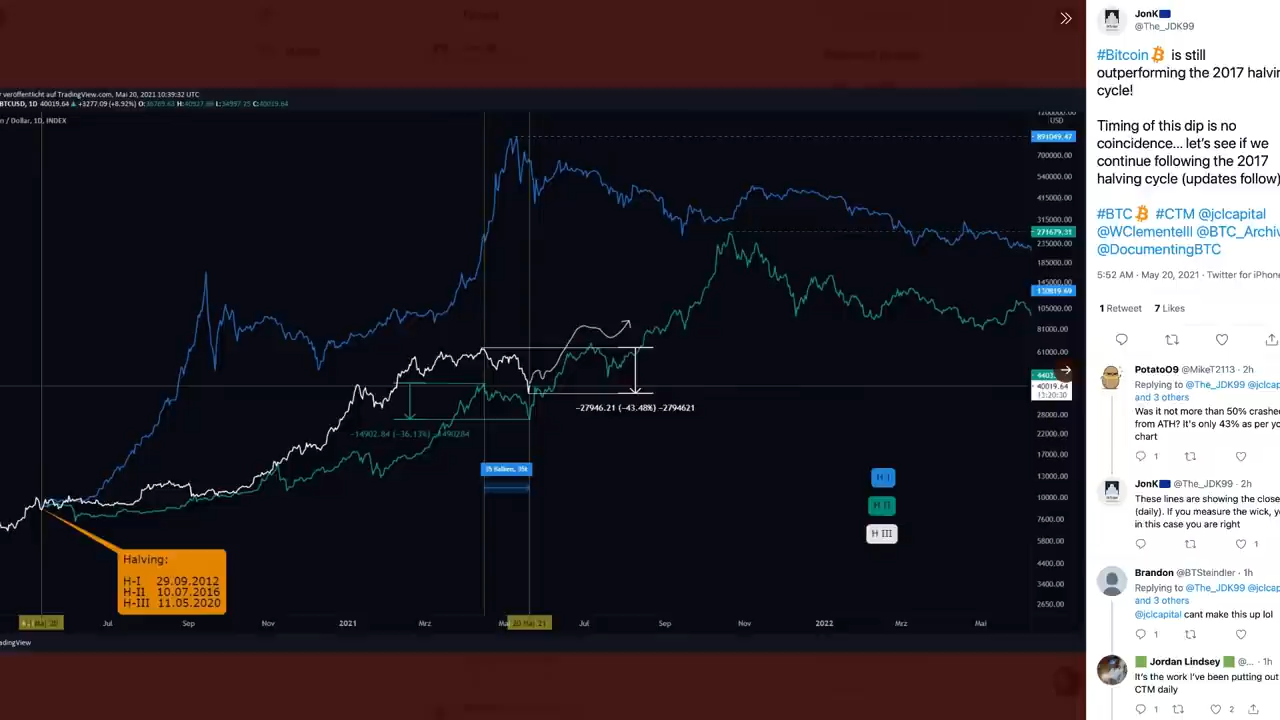 veröffentlicht auf TradingView.com, Mai 20, 2021 10:39:32 UTC
BTCUSD, 1D 40019.64 ▲ +3277.09 (+8.92%) O: H: L: C:40019.64
/ Dollar, 1D, INDEX
USD
891049.47
700000.00
540000.00
415000.00
315000.00
271679.31
235000.00
185000.00
145000.00
130819.69
105000.00
81000.00
61000.00
40019.64
13:20:30
28000.00
22000.00
17000.00
13000.00
10000.00
7600.00
5800.00
4400.00
3400.00
2650.00
−27946.21 (−43.48%) −2794621
−14902.84 (−36.13%) −1490284
H I
H II
H III
Halving:
H-I 29.09.2012
H-II 10.07.2016
H-III 11.05.2020
Jul
Sep
Nov
2021
Mrz
20 Mai '21
Jul
Sep
Nov
2022
Mrz
Mai
JonK
@The_JDK99
#Bitcoin is still
outperforming the 2017 halvin
cycle!
Timing of this dip is no
coincidence... let's see if we
continue following the 2017
halving cycle (updates follow)
#BTC #CTM @jclcapital
@WClementeIII @BTC_Archiv
@DocumentingBTC
5:52 AM · May 20, 2021 · Twitter for iPhone
1 Retweet 7 Likes
PotatoO9 @MikeT2113 · 2h
Replying to @The_JDK99 @jclcap
and 3 others
Was it not more than 50% crashe
from ATH? It's only 43% as per yo
chart
1
JonK @The_JDK99 · 2h
These lines are showing the close
(daily). If you measure the wick, yo
in this case you are right
1
Brandon @BTSteindler · 1h
Replying to @The_JDK99 @jclcap
and 3 others
@jclcapital cant make this up lol
1
Jordan Lindsey @... · 1h
It's the work I've been putting out
CTM daily
1 2